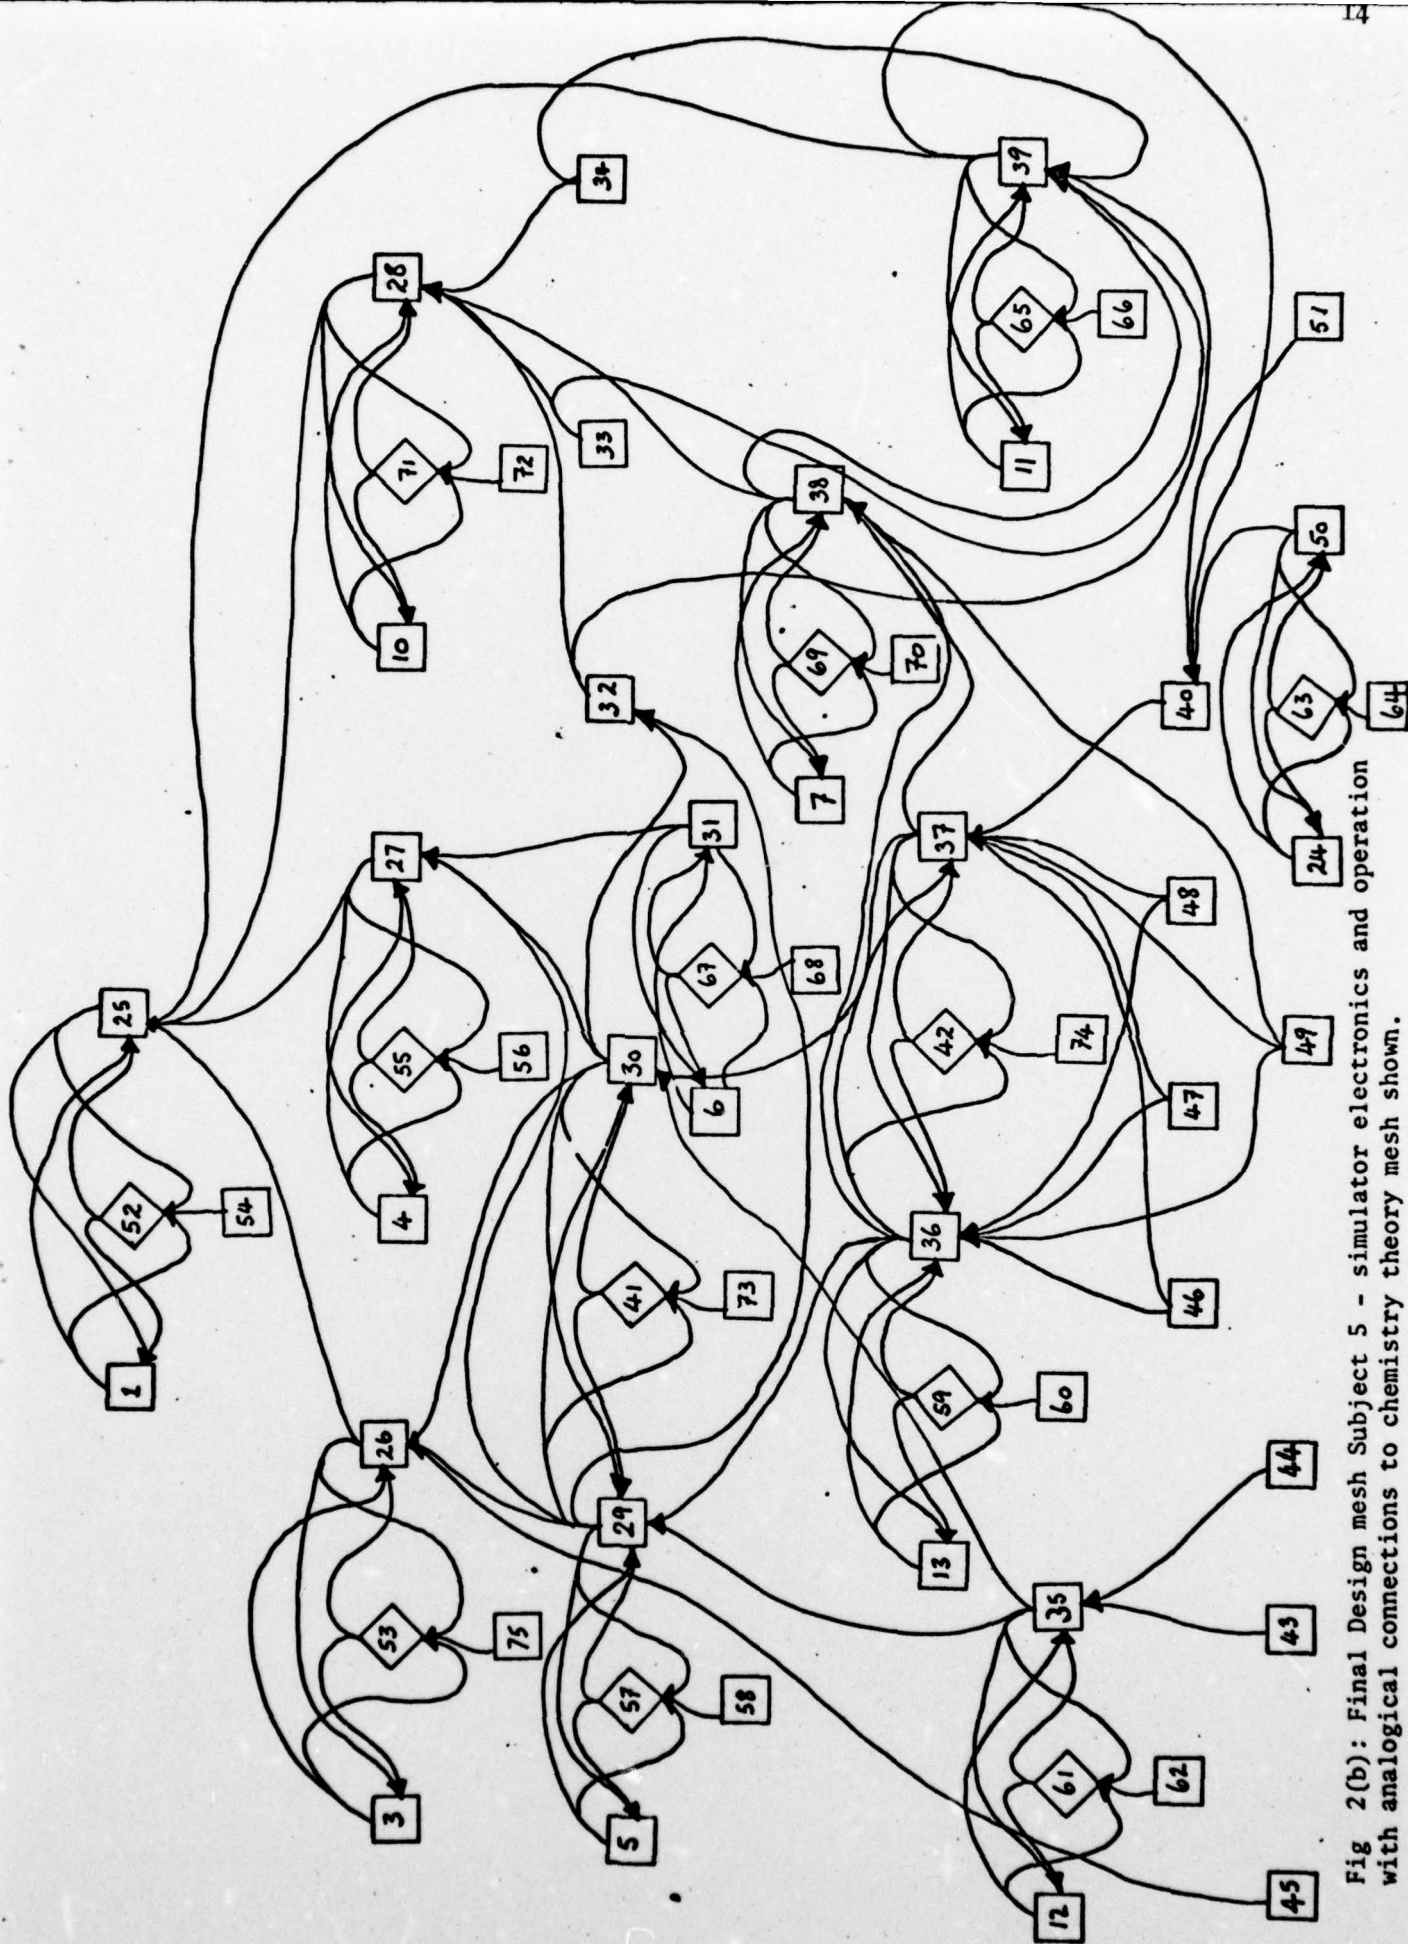 14
1 52 25
54
3 53 26 4 55 27 10 71 28
75 56 72
5 57 29 41 30 32 33 34
58 73 6 67 31
68 7 69 38
70
13 59 36 42 37
11 65 39
12 61 35 60 74 66
62 46 47 48 40
45 43 44 49 24 63 50 51
64
Fig 2(b): Final Design mesh Subject 5 - simulator electronics and operation
with analogical connections to chemistry theory mesh shown.